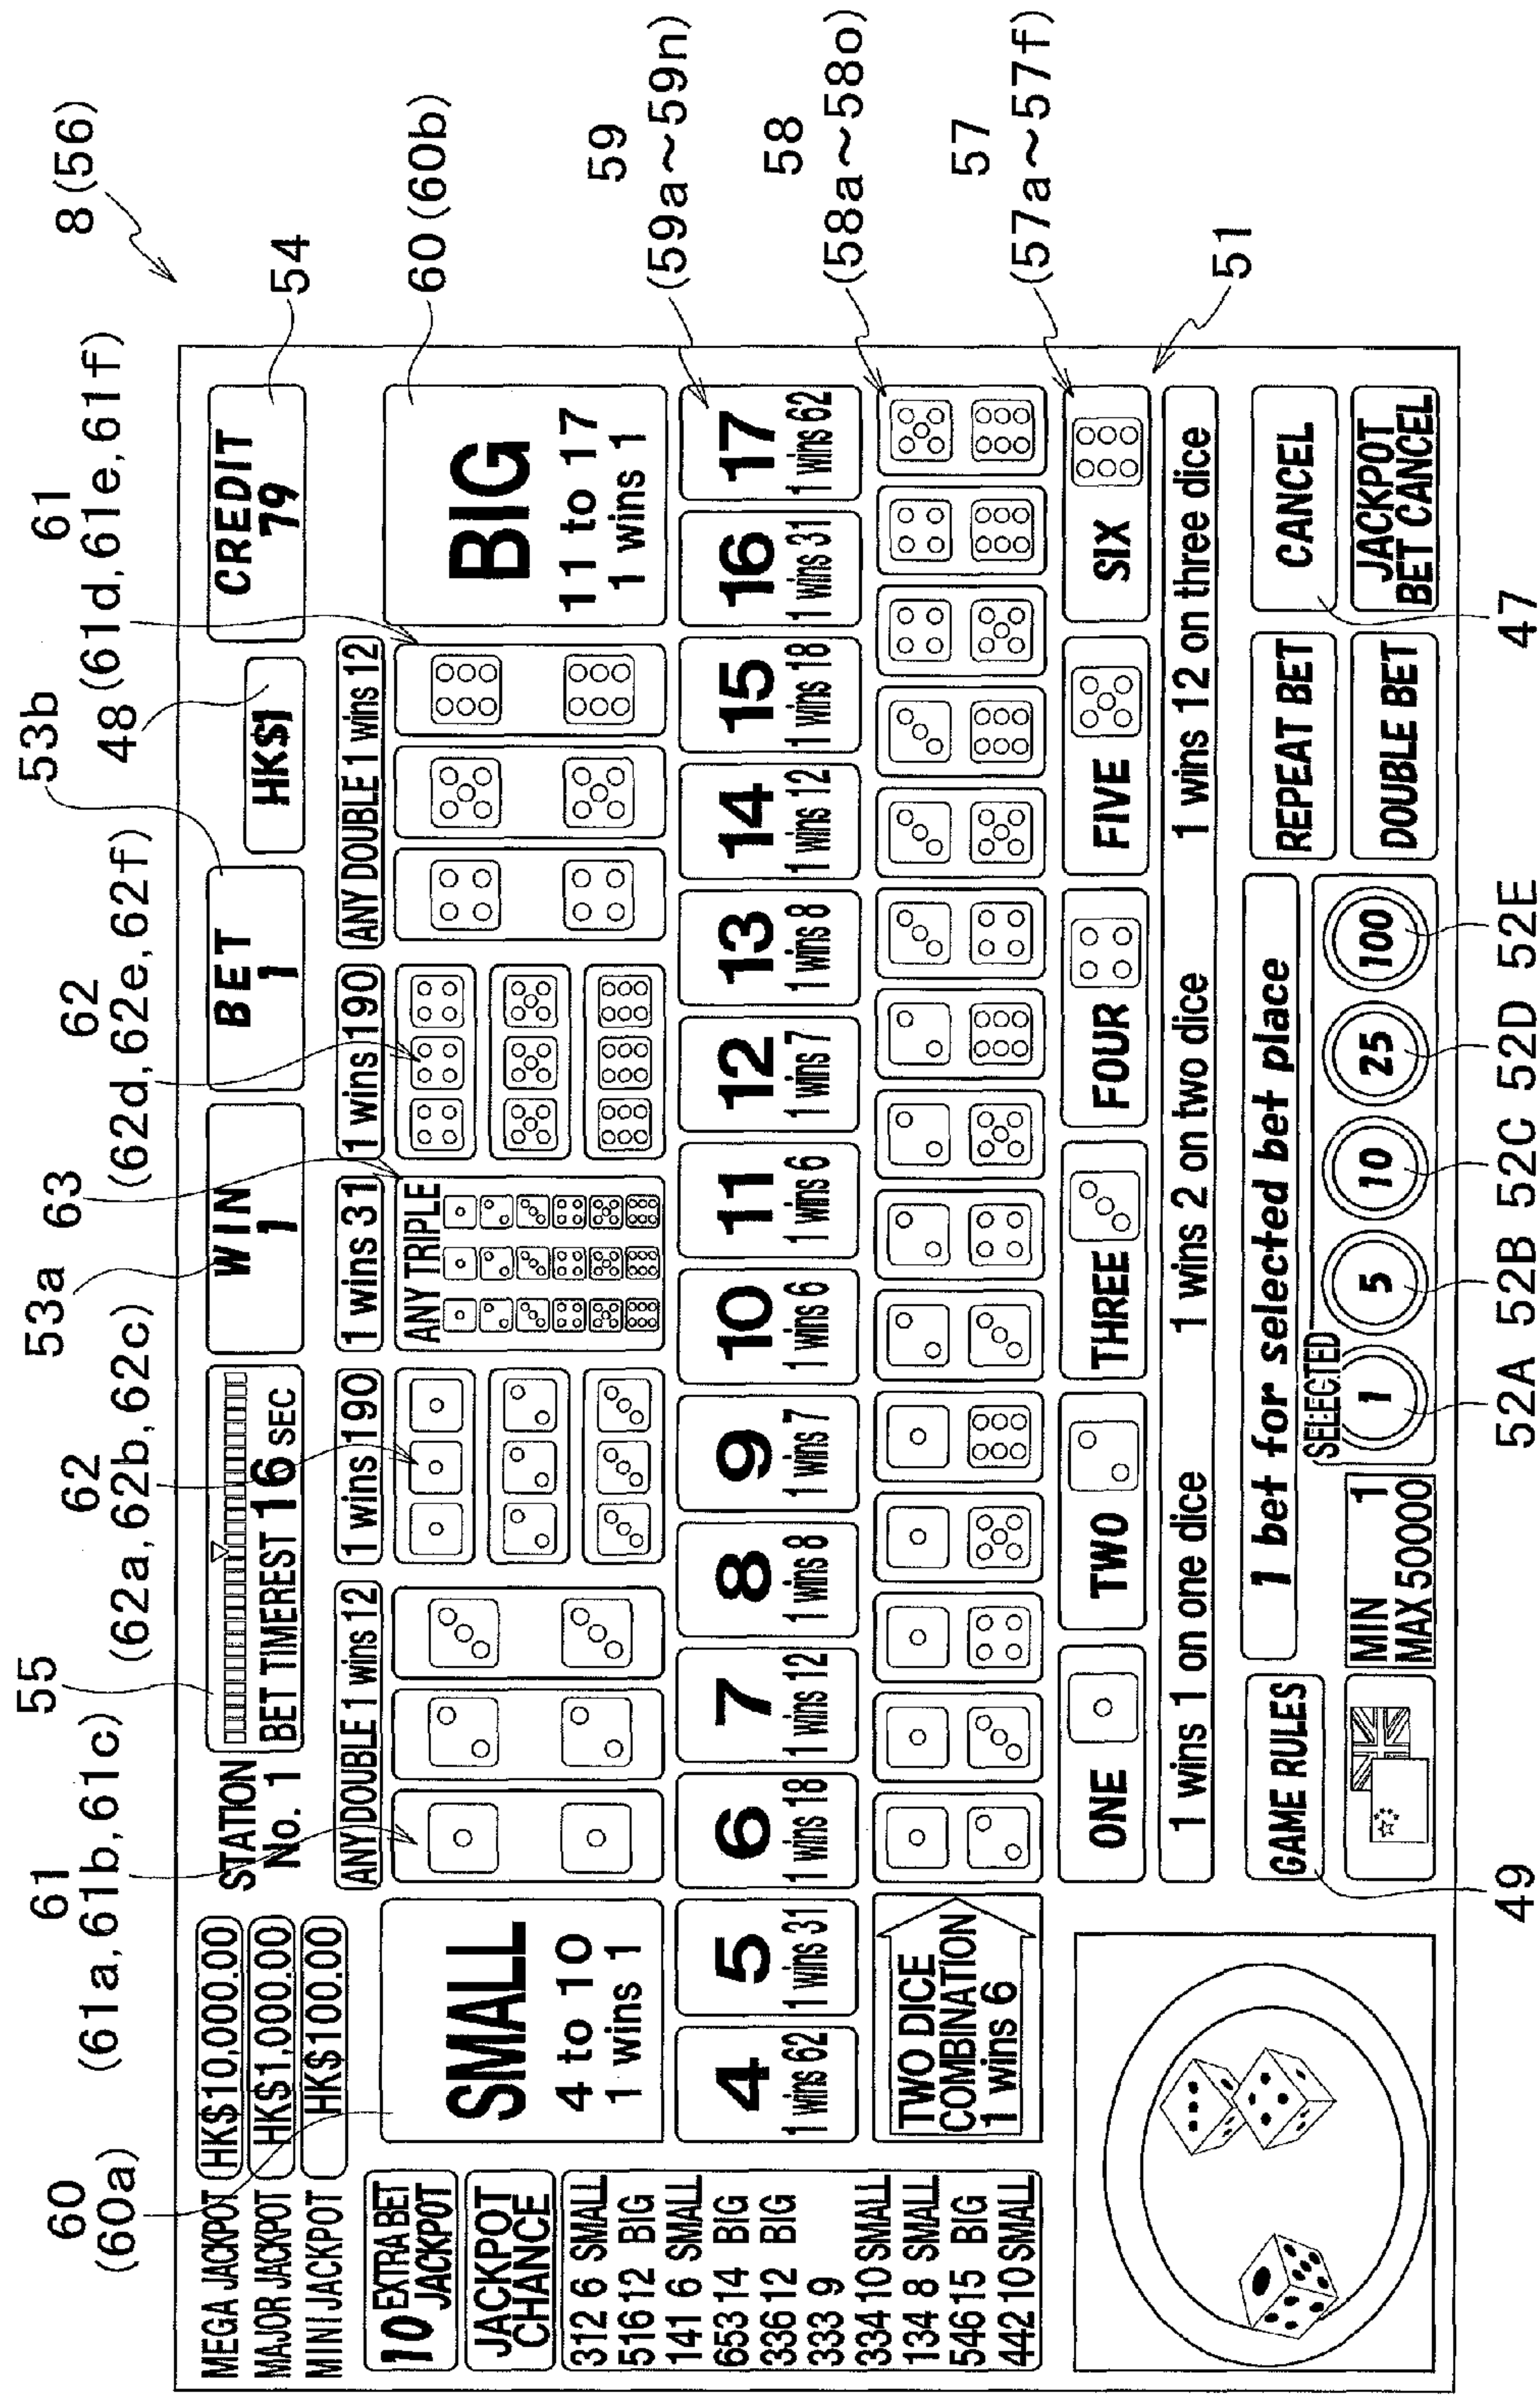 8 (56)
53b
61
(61d, 61e, 61f)
48
54
62
(62d, 62e, 62f)
63
53a
62
(62a, 62b, 62c)
55
61
(61a, 61b, 61c)
60
(60a)
60 (60b)
59
(59a~59n)
58
(58a~58o)
57
(57a~57f)
51
MEGA JACKPOT HK$10,000.00
MAJOR JACKPOT HK$1,000.00
MINI JACKPOT HK$100.00
STATION
No. 1
BET TIMEREST 16 SEC
WIN
1
BET
1
HK$1
CREDIT
79
10 EXTRA BET
JACKPOT
JACKPOT
CHANCE
312 6 SMALL
516 12 BIG
141 6 SMALL
653 14 BIG
336 12 BIG
333 9
334 10 SMALL
134 8 SMALL
546 15 BIG
442 10 SMALL
SMALL
4 to 10
1 wins 1
ANY DOUBLE 1 wins 12
1 wins 190
1 wins 31
ANY TRIPLE
1 wins 190
ANY DOUBLE 1 wins 12
BIG
11 to 17
1 wins 1
4
1 wins 62
5
1 wins 31
6
1 wins 18
7
1 wins 12
8
1 wins 8
9
1 wins 7
10
1 wins 6
11
1 wins 6
12
1 wins 7
13
1 wins 8
14
1 wins 12
15
1 wins 18
16
1 wins 31
17
1 wins 62
TWO DICE
COMBINATION
1 wins 6
ONE
TWO
THREE
FOUR
FIVE
SIX
1 wins 1 on one dice 1 wins 2 on two dice 1 wins 12 on three dice
GAME RULES
1 bet for selected bet place
MIN 1
MAX 50000
SELECTED
1 5 10 25 100
REPEAT BET
CANCEL
DOUBLE BET
JACKPOT
BET CANCEL
49
52A 52B 52C 52D 52E
47